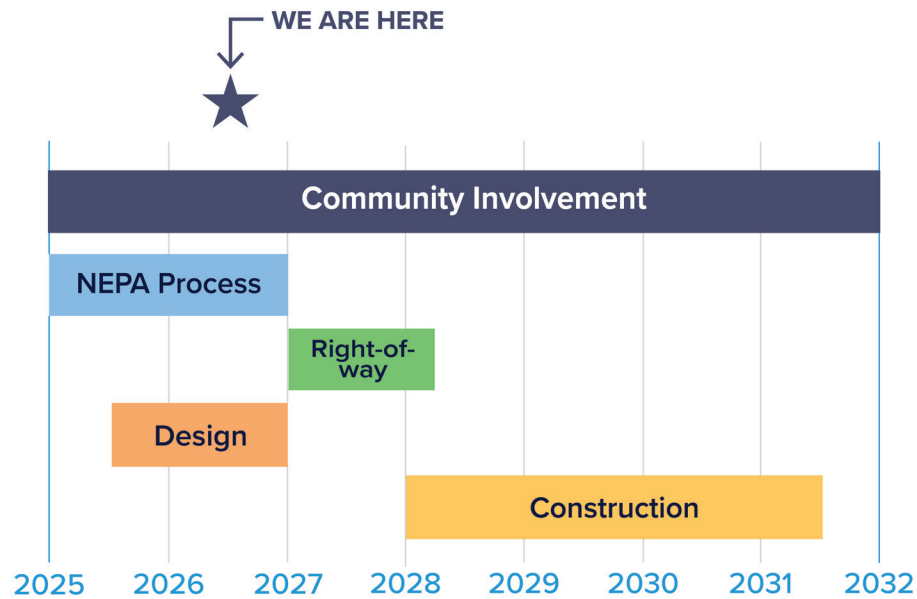 WE ARE HERE
Community Involvement
NEPA Process
Right-of-
way
Design
Construction
2025 2026 2027 2028 2029 2030 2031 2032